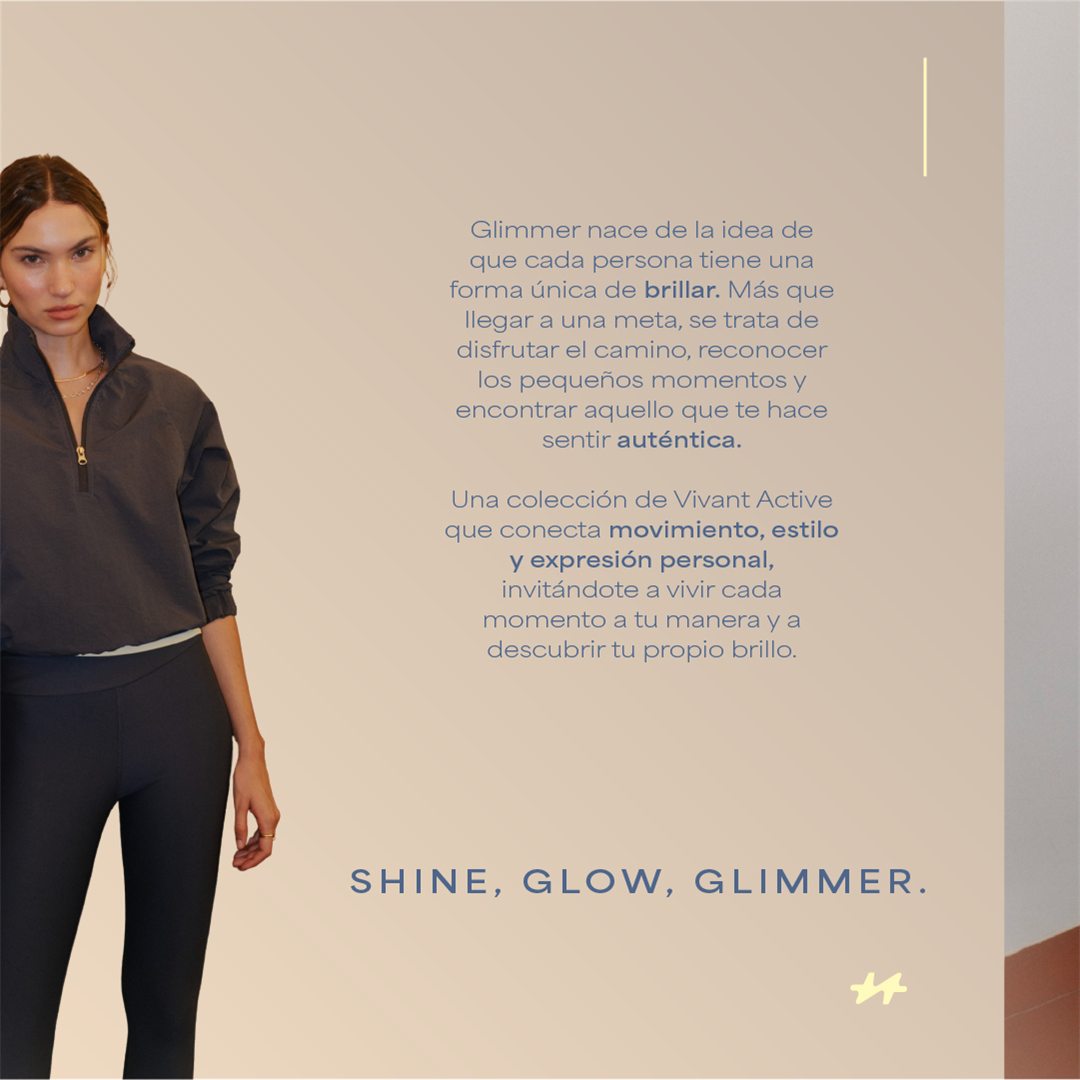 Glimmer nace de la idea de
que cada persona tiene una
forma única de brillar. Más que
llegar a una meta, se trata de
disfrutar el camino, reconocer
los pequeños momentos y
encontrar aquello que te hace
sentir auténtica.
Una colección de Vivant Active
que conecta movimiento, estilo
y expresión personal,
invitándote a vivir cada
momento a tu manera y a
descubrir tu propio brillo.
SHINE, GLOW, GLIMMER.